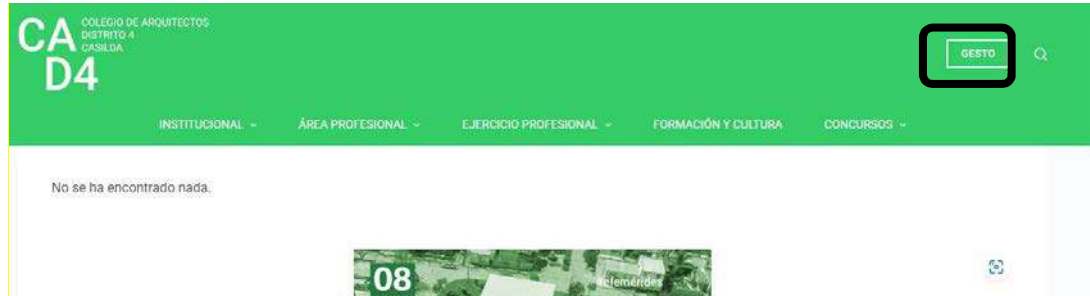 COLEGIO DE ARQUITECTOS
DISTRITO 4
CASILDA
CA
D4
GESTO
INSTITUCIONAL
ÁREA PROFESIONAL
EJERCICIO PROFESIONAL
FORMACIÓN Y CULTURA
CONCURSOS
No se ha encontrado nada.
08